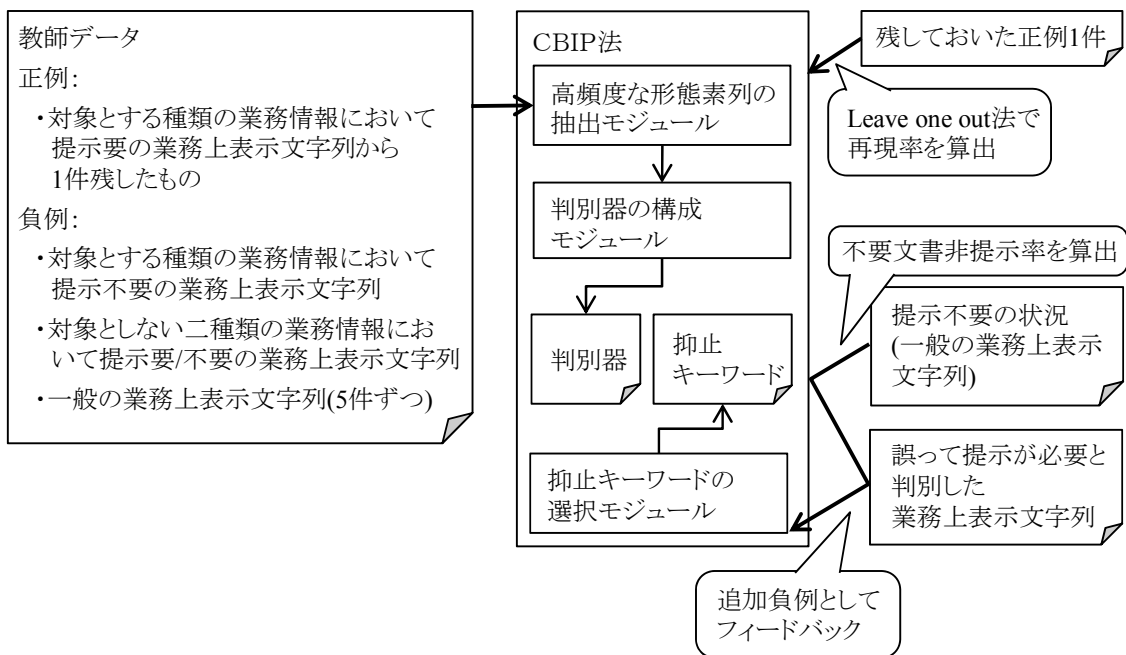 教師データ
正例:
・対象とする種類の業務情報において
提示要の業務上表示文字列から
1件残したもの
負例:
・対象とする種類の業務情報において
提示不要の業務上表示文字列
・対象としない二種類の業務情報にお
いて提示要/不要の業務上表示文字列
・一般の業務上表示文字列(5件ずつ)
CBIP法
高頻度な形態素列の
抽出モジュール
判別器の構成
モジュール
判別器
抑止
キーワード
抑止キーワードの
選択モジュール
残しておいた正例1件
Leave one out法で
再現率を算出
不要文書非提示率を算出
提示不要の状況
(一般の業務上表示
文字列)
誤って提示が必要と
判別した
業務上表示文字列
追加負例として
フィードバック